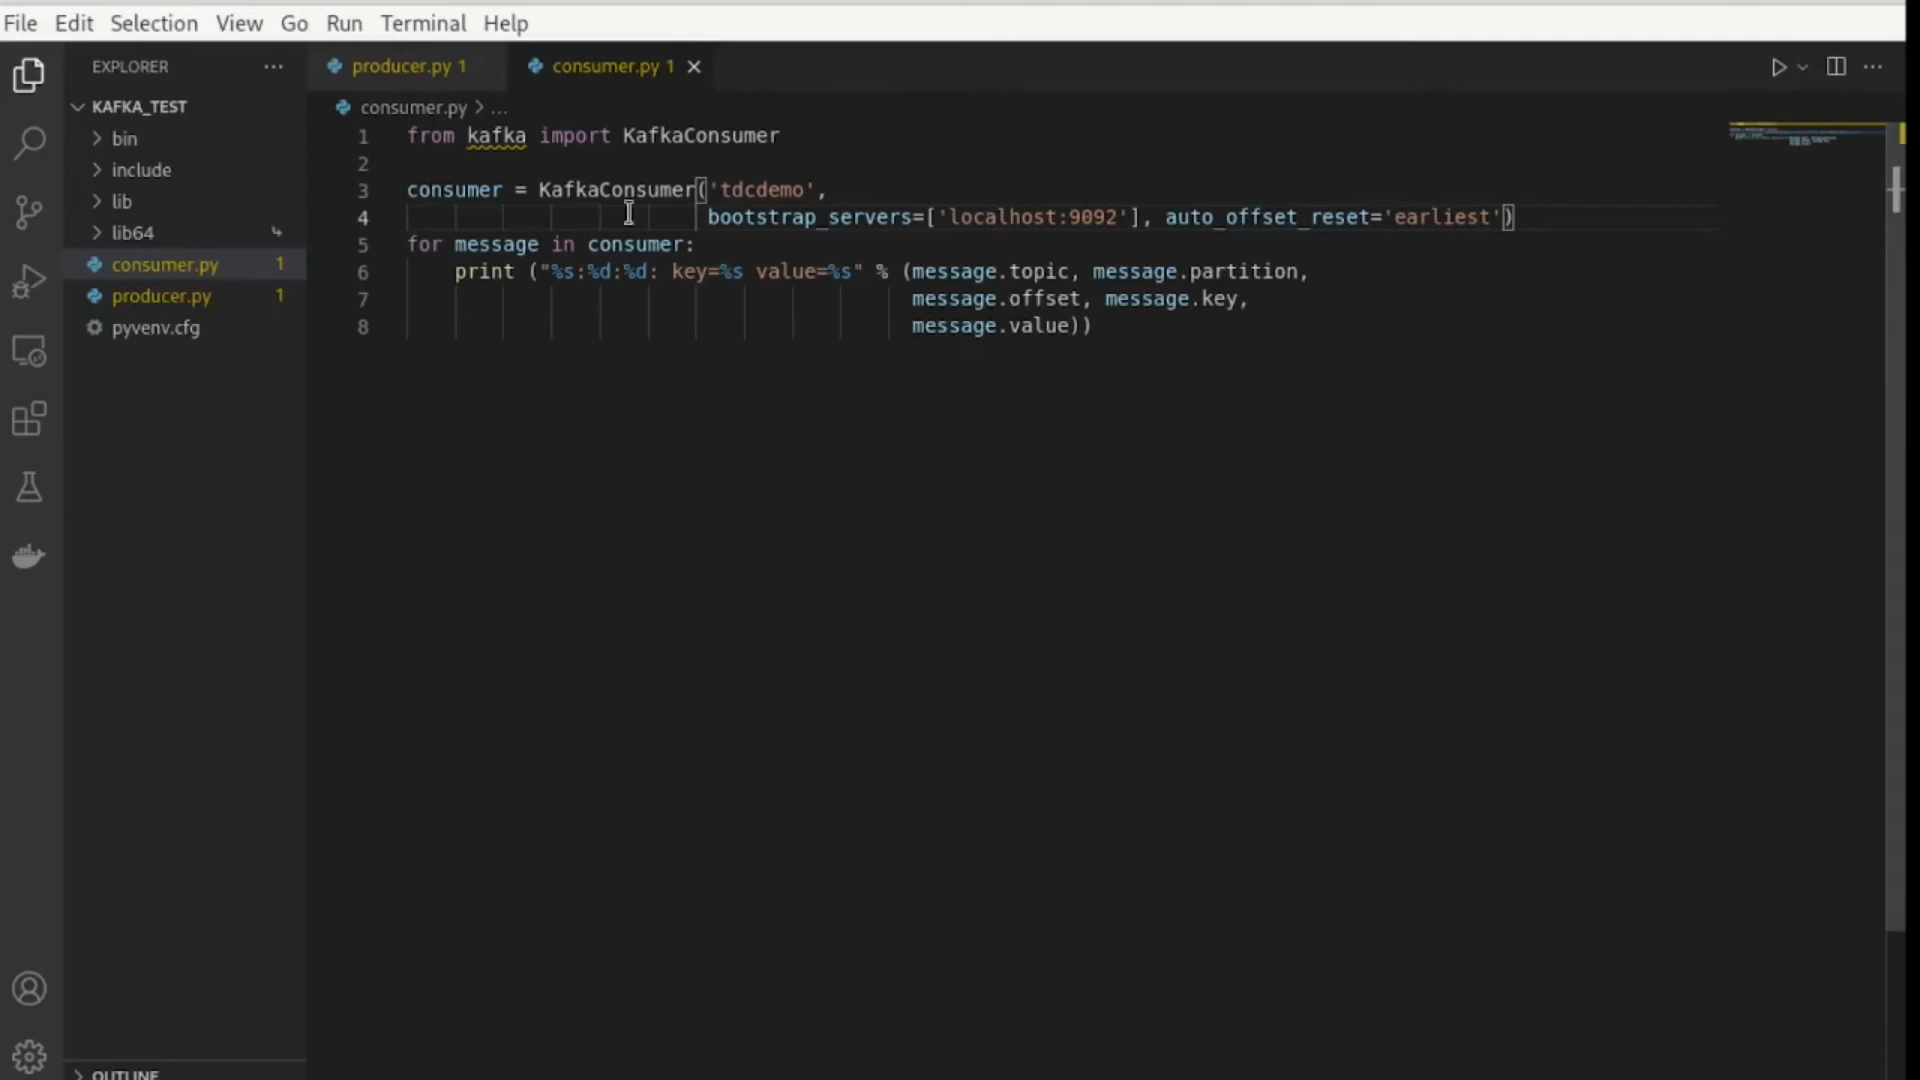 File Edit Selection View Go Run Terminal Help
EXPLORER ...
KAFKA_TEST
bin
include
lib
lib64
consumer.py 1
producer.py 1
pyvenv.cfg
OUTLINE
producer.py 1 consumer.py 1
consumer.py > ...
1 from kafka import KafkaConsumer
2
3 consumer = KafkaConsumer('tdcdemo',
4 bootstrap_servers=['localhost:9092'], auto_offset_reset='earliest')
5 for message in consumer:
6 print ("%s:%d:%d: key=%s value=%s" % (message.topic, message.partition,
7 message.offset, message.key,
8 message.value))